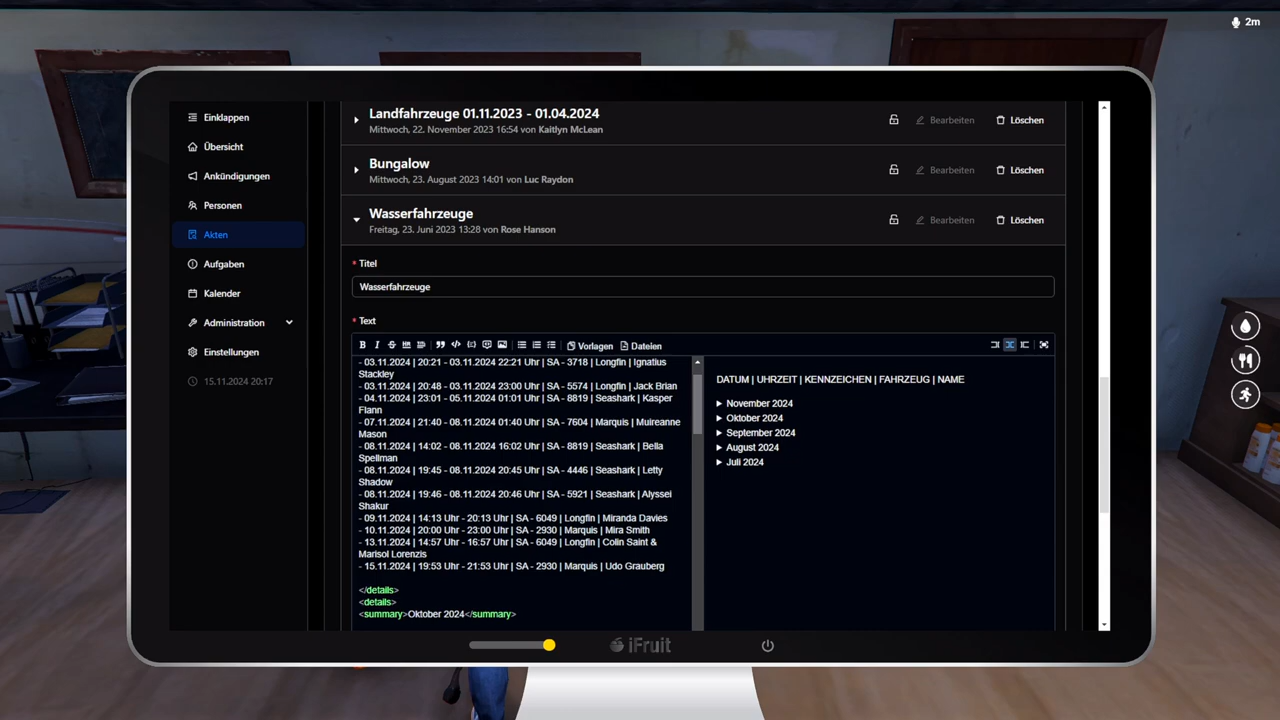 2m
Einklappen
Übersicht
Ankündigungen
Personen
Akten
Aufgaben
Kalender
Administration
Einstellungen
15.11.2024 20:17
Landfahrzeuge 01.11.2023 - 01.04.2024
Mittwoch, 22. November 2023 16:54 von Kaitlyn McLean
Bearbeiten
Löschen
Bungalow
Mittwoch, 23. August 2023 14:01 von Luc Raydon
Bearbeiten
Löschen
Wasserfahrzeuge
Freitag, 23. Juni 2023 13:28 von Rose Hanson
Bearbeiten
Löschen
* Titel
Wasserfahrzeuge
* Text
Vorlagen
Dateien
- 03.11.2024 | 20:21 - 03.11.2024 22:21 Uhr | SA - 3718 | Longfin | Ignatius
Stackley
- 03.11.2024 | 20:48 - 03.11.2024 | 23:00 Uhr | SA - 5574 | Longfin | Jack Brian
- 04.11.2024 | 23:01 - 05.11.2024 01:01 Uhr | SA - 8819 | Seashark | Kasper
Flann
- 07.11.2024 | 21:40 - 08.11.2024 01:40 Uhr | SA - 7604 | Marquis | Muireanne
Mason
- 08.11.2024 | 14:02 - 08.11.2024 16:02 Uhr | SA - 8819 | Seashark | Bella
Spellman
- 08.11.2024 | 19:45 - 08.11.2024 20:45 Uhr | SA - 4446 | Seashark | Letty
Shadow
- 08.11.2024 | 19:46 - 08.11.2024 20:46 Uhr | SA - 5921 | Seashark | Alyssei
Shakur
- 09.11.2024 | 14:13 Uhr - 20:13 Uhr | SA - 6049 | Longfin | Miranda Davies
- 10.11.2024 | 20:00 Uhr - 23:00 Uhr | SA - 2930 | Marquis | Mira Smith
- 13.11.2024 | 14:57 Uhr - 16:57 Uhr | SA - 6049 | Longfin | Colin Saint &
Marisol Lorenzis
- 15.11.2024 | 19:53 Uhr - 21:53 Uhr | SA - 2930 | Marquis | Udo Grauberg
</details>
<details>
<summary>Oktober 2024</summary>
DATUM | UHRZEIT | KENNZEICHEN | FAHRZEUG | NAME
November 2024
Oktober 2024
September 2024
August 2024
Juli 2024
iFruit